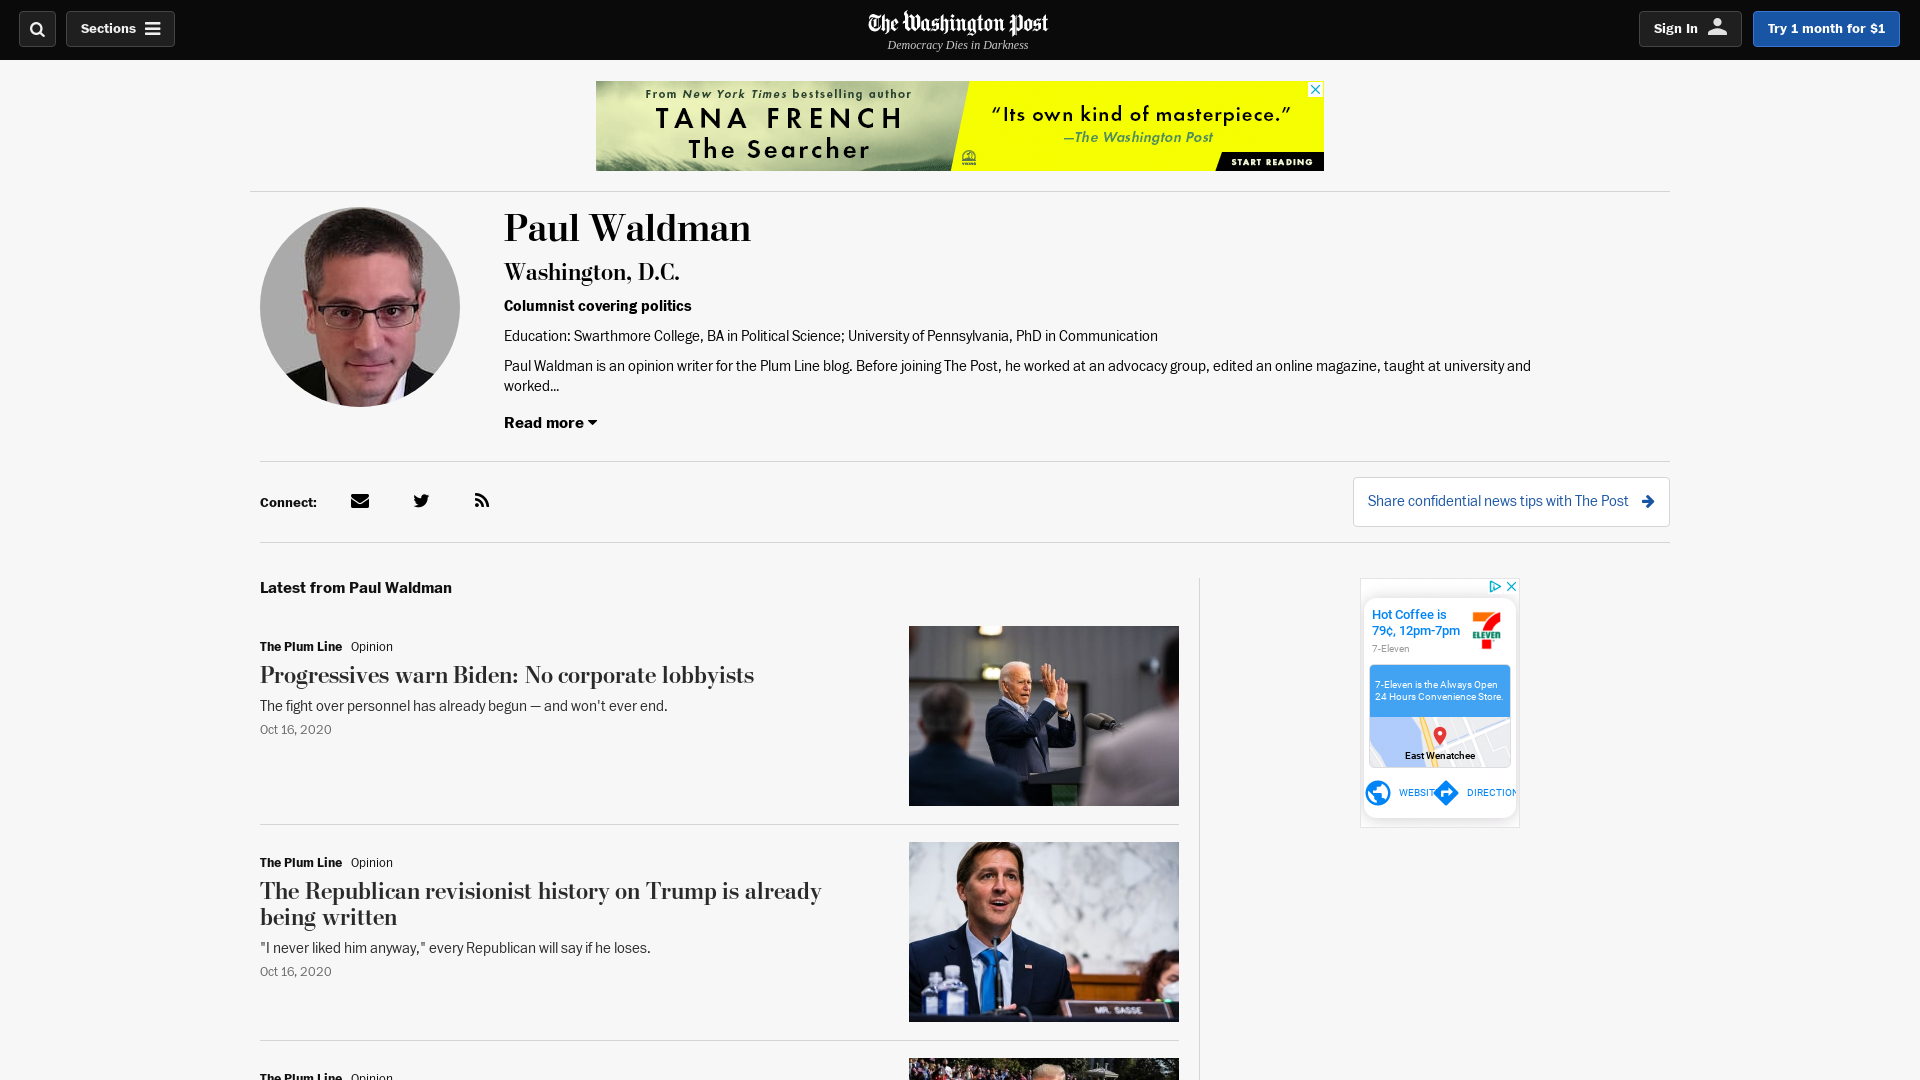 Sections
The Washington Post
Democracy Dies in Darkness
Sign In
Try 1 month for $1
From New York Times bestselling author
TANA FRENCH
The Searcher
“Its own kind of masterpiece.”
—The Washington Post
START READING
Paul Waldman
Washington, D.C.
Columnist covering politics
Education: Swarthmore College, BA in Political Science; University of Pennsylvania, PhD in Communication
Paul Waldman is an opinion writer for the Plum Line blog. Before joining The Post, he worked at an advocacy group, edited an online magazine, taught at university and
worked...
Read more
Connect:
Share confidential news tips with The Post
Latest from Paul Waldman
The Plum Line Opinion
Progressives warn Biden: No corporate lobbyists
The fight over personnel has already begun — and won't ever end.
Oct 16, 2020
The Plum Line Opinion
The Republican revisionist history on Trump is already
being written
"I never liked him anyway," every Republican will say if he loses.
Oct 16, 2020
MR. SASSE
The Plum Line Opinion
Hot Coffee is
79¢, 12pm-7pm
7-Eleven
7 ELEVEN
7-Eleven is the Always Open
24 Hours Convenience Store.
East Wenatchee
WEBSIT
DIRECTION